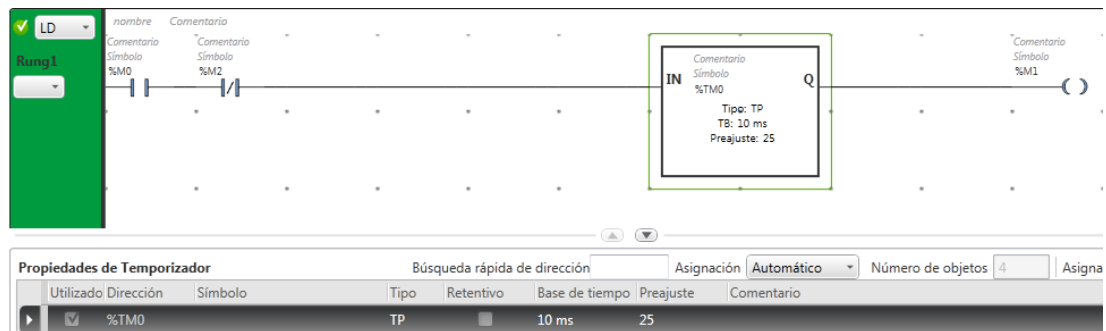 LD
nombre Comentario
Rung1
Comentario
Símbolo
%M0
Comentario
Símbolo
%M2
Comentario
Símbolo
%TM0
IN
Q
Tipo: TP
TB: 10 ms
Preajuste: 25
Comentario
Símbolo
%M1
Propiedades de Temporizador
Búsqueda rápida de dirección
Asignación Automático
Número de objetos 4
Asigna
Utilizado Dirección Símbolo Tipo Retentivo Base de tiempo Preajuste Comentario
%TM0 TP 10 ms 25